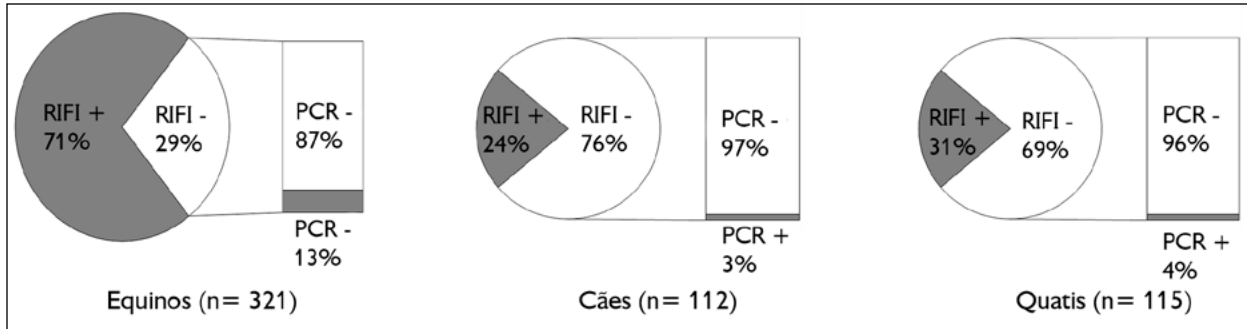 RIFI +
71%
RIFI -
29%
PCR -
87%
PCR -
13%
Equinos (n= 321)
RIFI +
24%
RIFI -
76%
PCR -
97%
PCR +
3%
Cães (n= 112)
RIFI +
31%
RIFI -
69%
PCR -
96%
PCR +
4%
Quatis (n= 115)